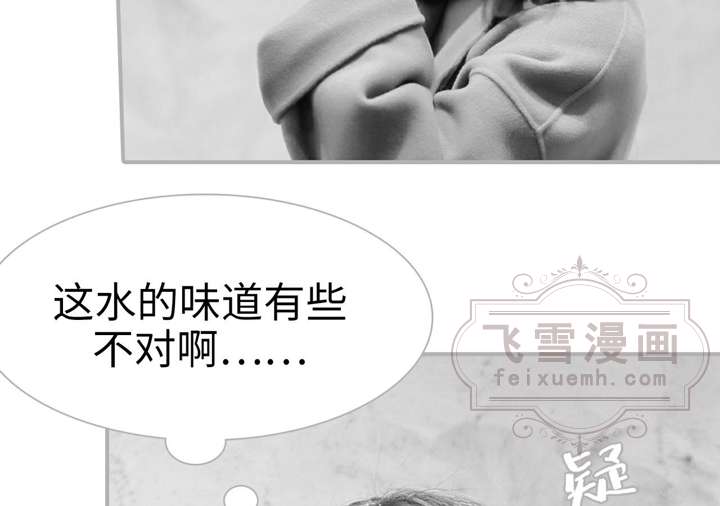 这水的味道有些
不对啊……
飞雪漫画
feixuemh.com
疑